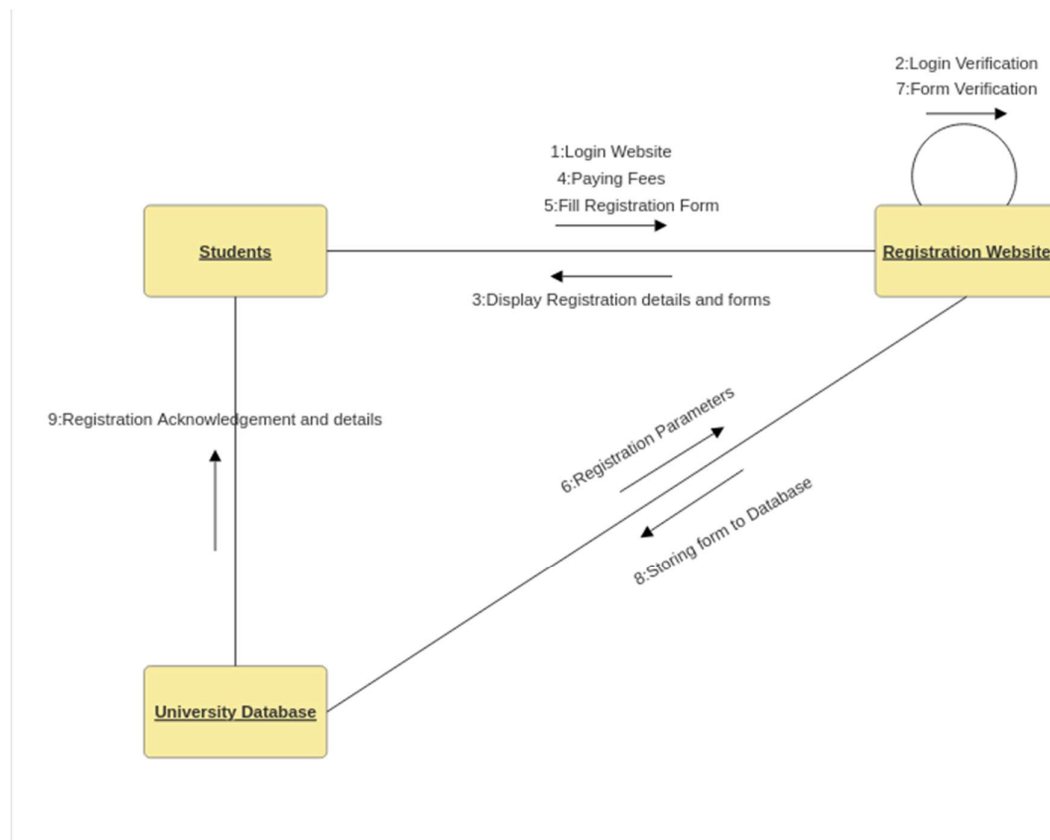 2:Login Verification
7:Form Verification
1:Login Website
4:Paying Fees
5:Fill Registration Form
Students
Registration Website
3:Display Registration details and forms
6:Registration Parameters
9:Registration Acknowledgement and details
8:Storing form to Database
University Database